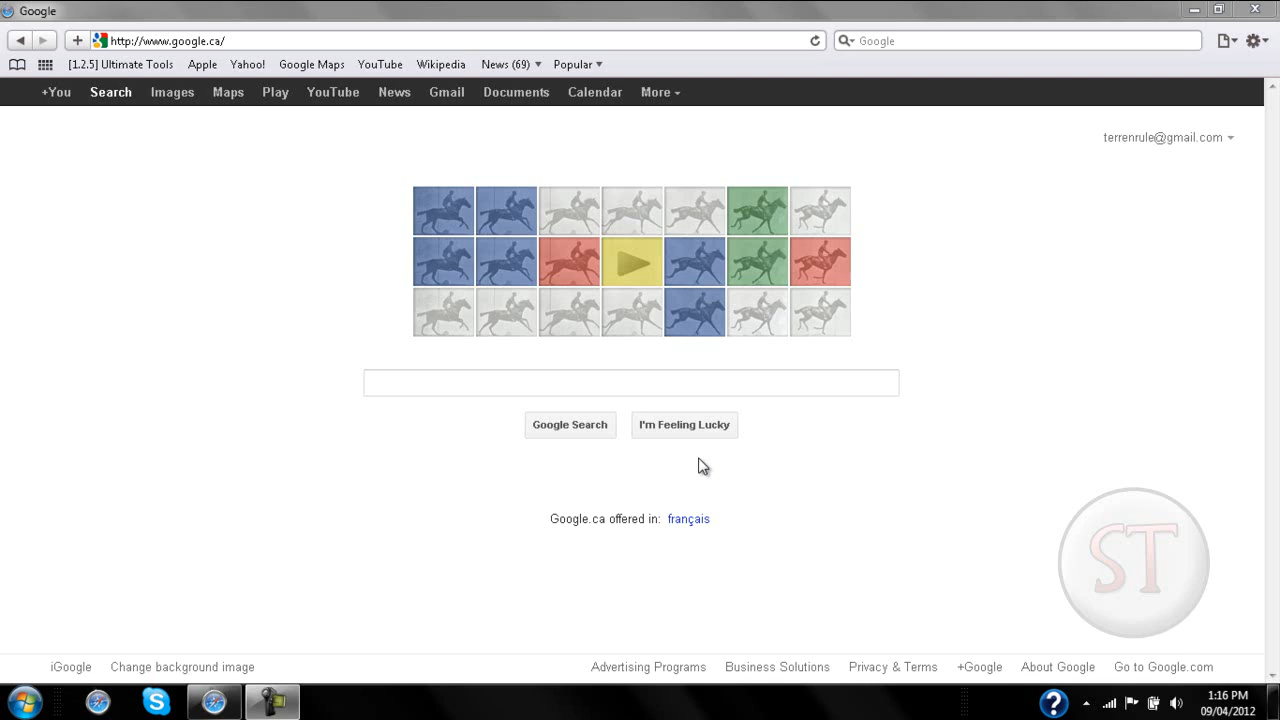 Google
http://www.google.ca/
Google
[1.2.5] Ultimate Tools Apple Yahoo! Google Maps YouTube Wikipedia News (69) Popular
+You Search Images Maps Play YouTube News Gmail Documents Calendar More
terrenrule@gmail.com
Google Search I'm Feeling Lucky
Google.ca offered in: français
ST
iGoogle Change background image Advertising Programs Business Solutions Privacy & Terms +Google About Google Go to Google.com
1:16 PM
09/04/2012